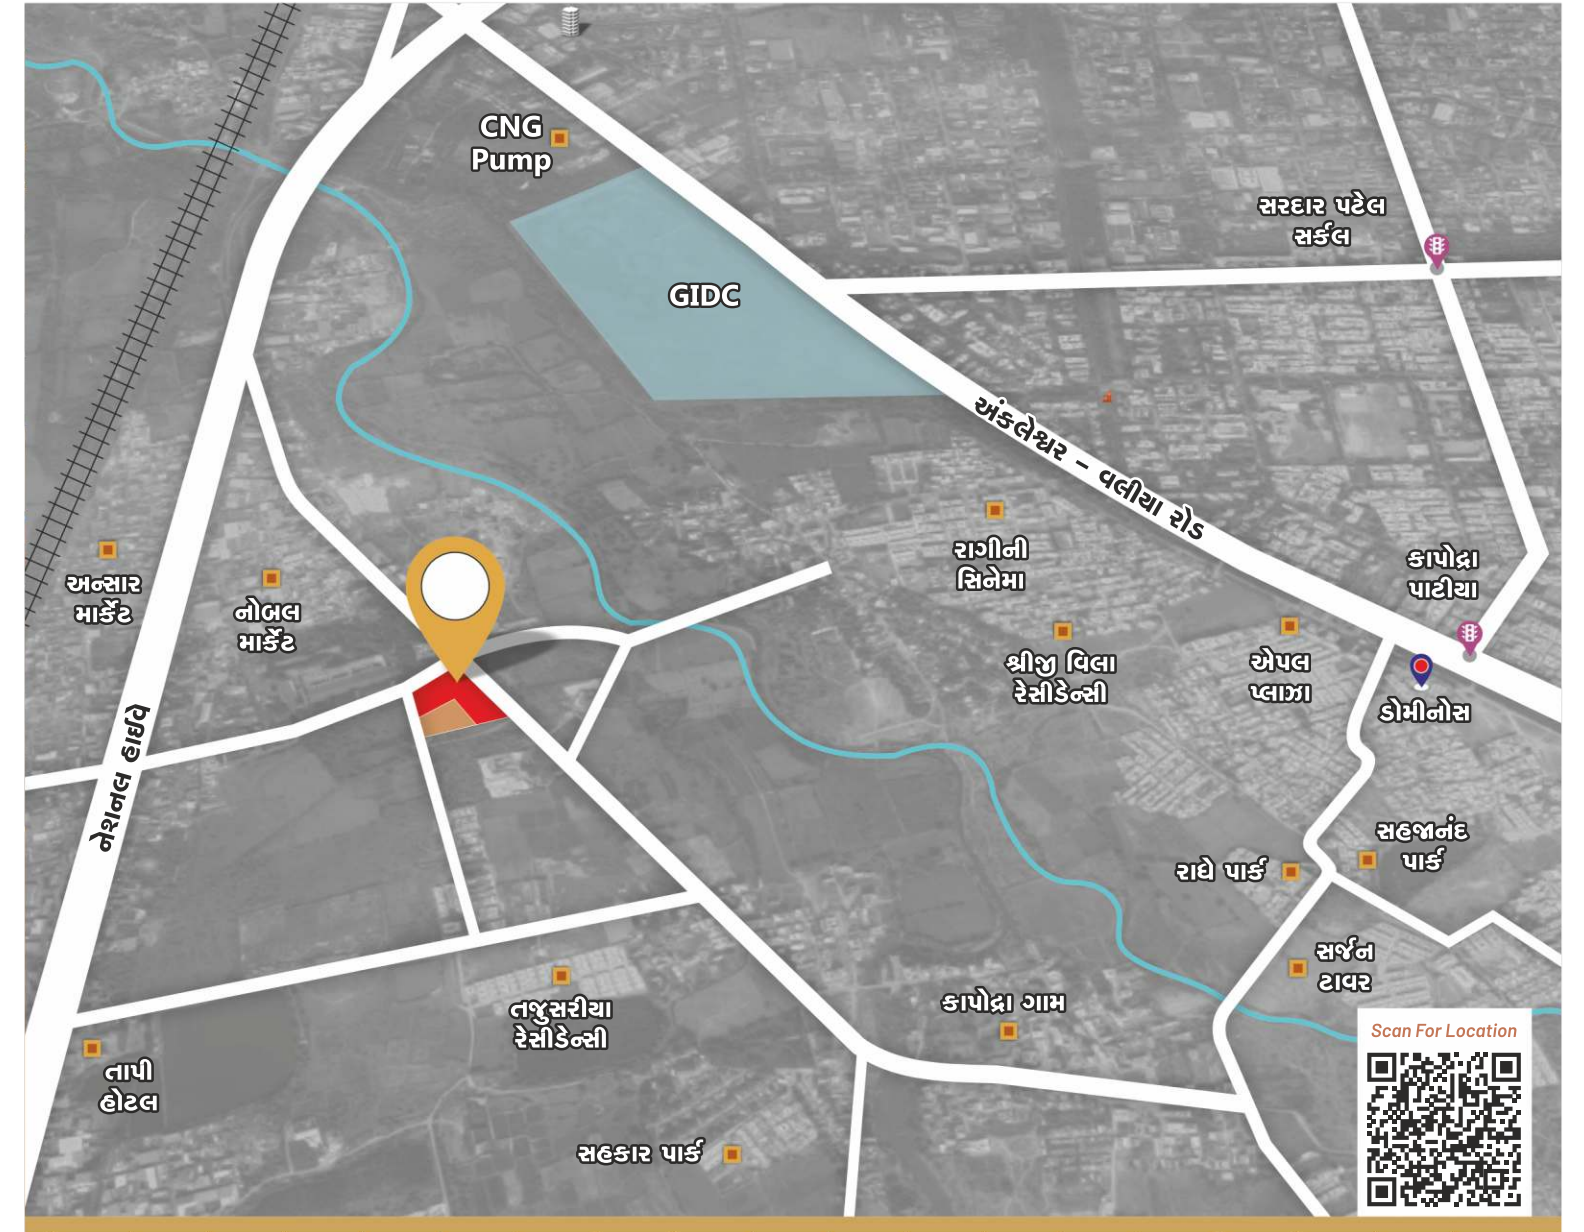 CNG
Pump
સરદાર પટેલ
સર્કલ
GIDC
અંકલેશ્વર – વલીયા રોડ
રાગીની
સિનેમા
કાપોદ્રા
પાટીયા
અન્સાર
માર્કેટ
નોબલ
માર્કેટ
શ્રીજી વિલા
રેસીડેન્સી
એપલ
પ્લાઝા
ડોમીનોસ
નેશનલ હાઈવે
સહજાનંદ
પાર્ક
રાધે પાર્ક
સર્જન
ટાવર
તજુસરીયા
રેસીડેન્સી
કાપોદ્રા ગામ
Scan For Location
તાપી
હોટલ
સહકાર પાર્ક